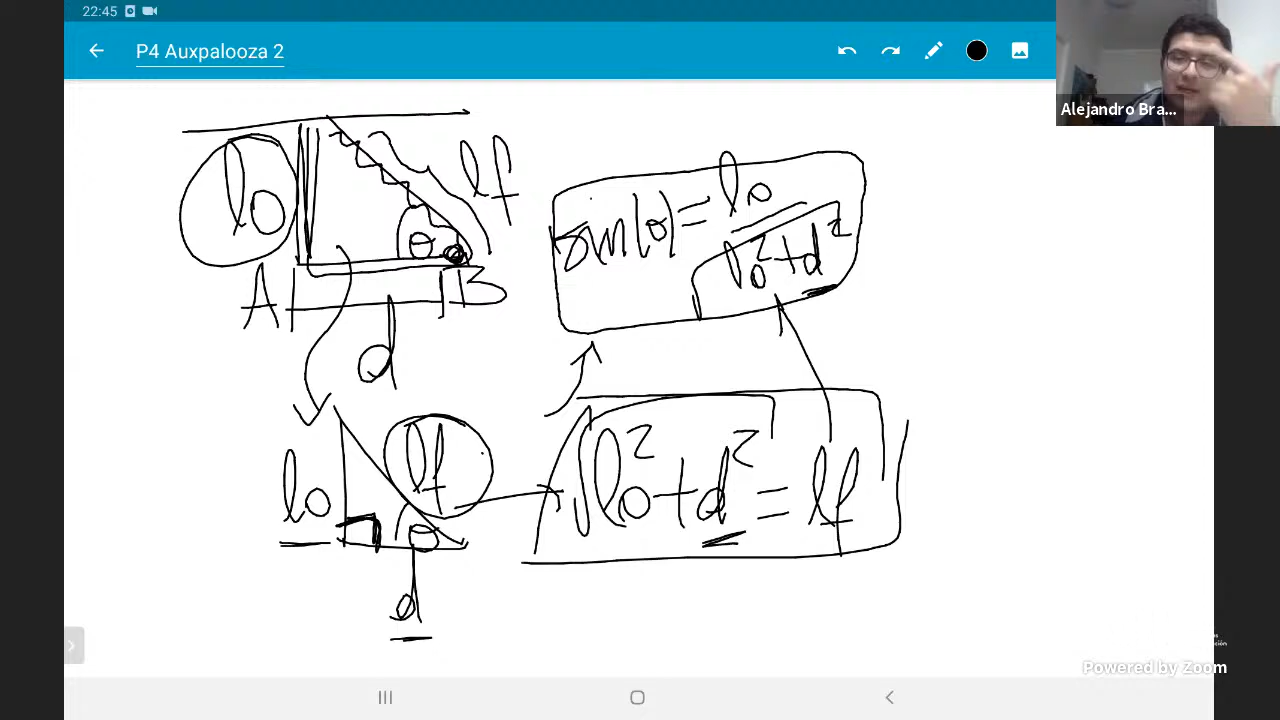 22:45
P4 Auxpalooza 2
Alejandro Bra...
lo
lf
θ
A
B
d
sin(θ) = lo / √lo² + d²
lo
lf
θ
d
√lo² + d² = lf
Powered by Zoom